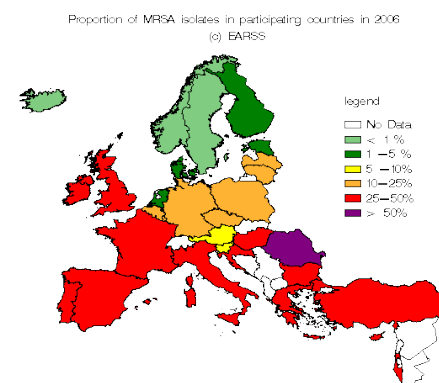 Proportion of MRSA isolates in participating countries in 2006
(c) EARSS
legend
No Data
< 1 %
1 -5 %
5 -10%
10-25%
25-50%
> 50%